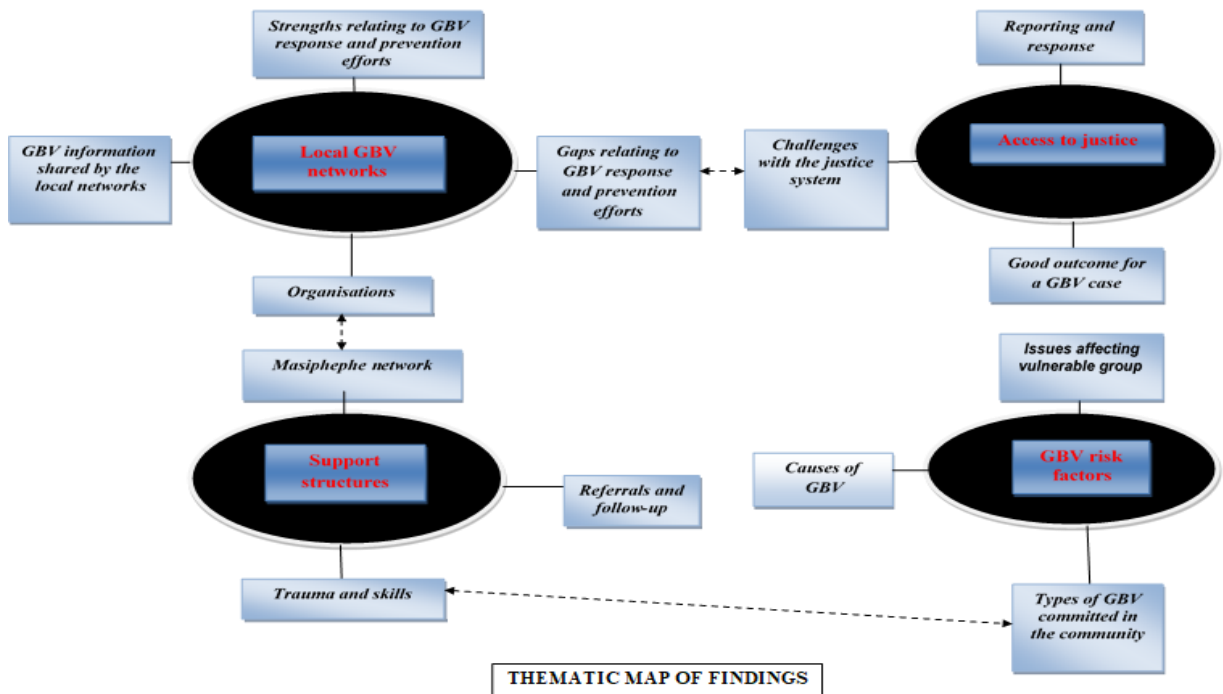 Strengths relating to GBV
response and prevention
efforts
Reporting and
response
GBV information
shared by the
local networks
Local GBV
networks
Gaps relating to
GBV response
and prevention
efforts
Challenges
with the justice
system
Access to justice
Organisations
Good outcome for
a GBV case
Masiphephe network
Issues affecting
vulnerable group
Support
structures
Referrals and
follow-up
Causes of
GBV
GBV risk
factors
Trauma and skills
Types of GBV
committed in
the community
THEMATIC MAP OF FINDINGS